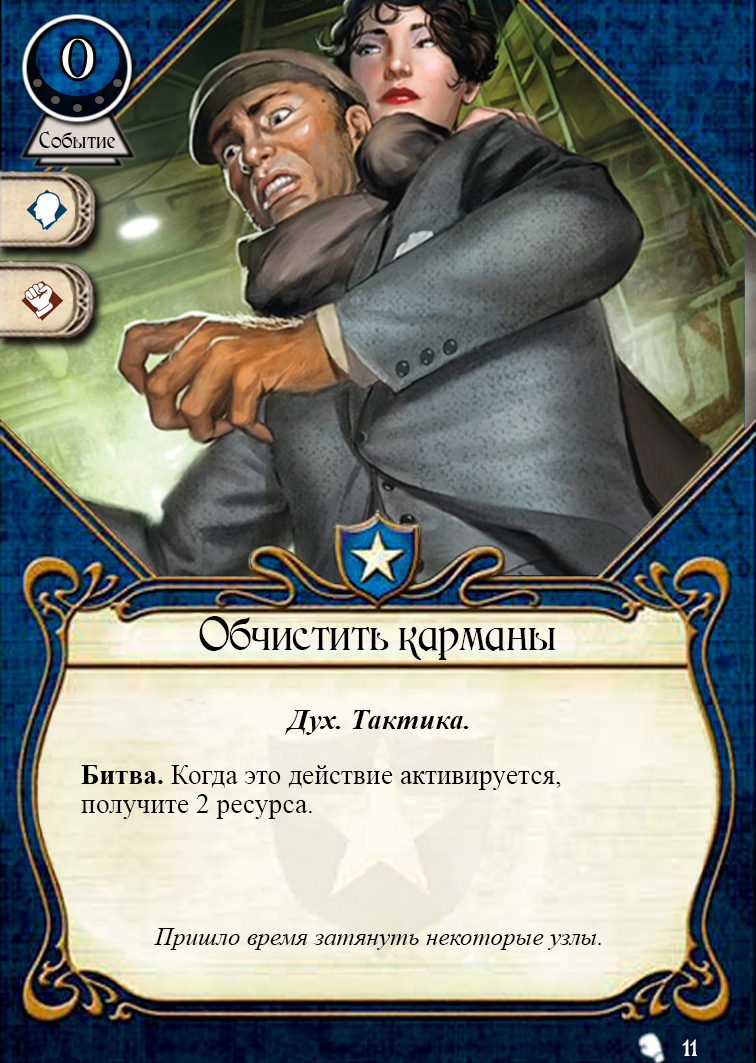 0
Событие
Обчистить карманы
Дух. Тактика.
Битва. Когда это действие активируется,
получите 2 ресурса.
Пришло время затянуть некоторые узлы.
11